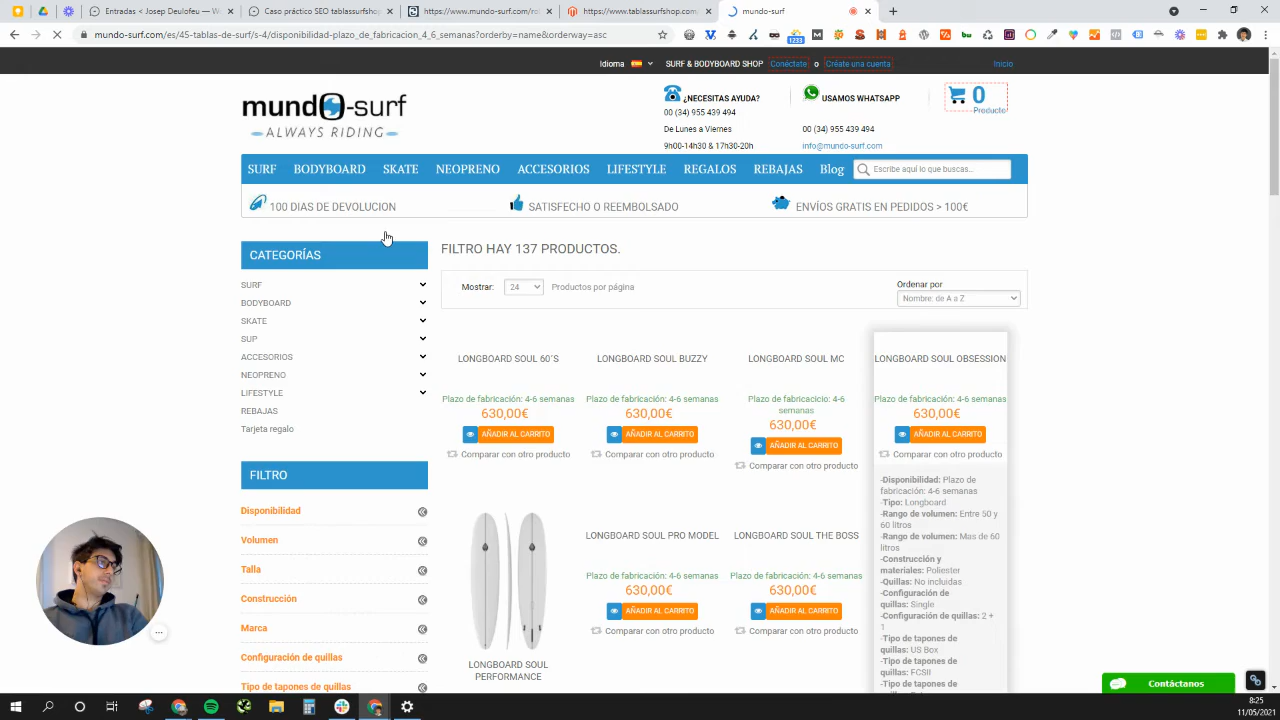 Entradas < Josep Deulofeu — W
Caso práctico SEO tablassurfshop
https://www-mundo-surf-com
https://www.mundo-surf.com/es
mundo-surf.com
mundo-surf.com/es/45-tablas-de-surf/s-4/disponibilidad-plazo_de_fabricacion_4_6_semanas?orderby=name&orderway=asc
1233
Idioma
SURF & BODYBOARD SHOP
Conéctate o Créate una cuenta
Inicio
mundo-surf
ALWAYS RIDING
¿NECESITAS AYUDA?
00 (34) 955 439 494
De Lunes a Viernes
9h00-14h30 & 17h30-20h
USAMOS WHATSAPP
00 (34) 955 439 494
info@mundo-surf.com
0
Producto
SURF BODYBOARD SKATE NEOPRENO ACCESORIOS LIFESTYLE REGALOS REBAJAS Blog
Escribe aquí lo que buscas...
100 DIAS DE DEVOLUCION
SATISFECHO O REEMBOLSADO
ENVÍOS GRATIS EN PEDIDOS > 100€
CATEGORÍAS
SURF
BODYBOARD
SKATE
SUP
ACCESORIOS
NEOPRENO
LIFESTYLE
REBAJAS
Tarjeta regalo
FILTRO
Disponibilidad
Volumen
Talla
Construcción
Marca
Configuración de quillas
Tipo de tapones de quillas
FILTRO HAY 137 PRODUCTOS.
Mostrar: 24 Productos por página
Ordenar por
Nombre: de A a Z
LONGBOARD SOUL 60´S
Plazo de fabricación: 4-6 semanas
630,00€
AÑADIR AL CARRITO
Comparar con otro producto
LONGBOARD SOUL BUZZY
Plazo de fabricación: 4-6 semanas
630,00€
AÑADIR AL CARRITO
Comparar con otro producto
LONGBOARD SOUL MC
Plazo de fabricacicio: 4-6
semanas
630,00€
AÑADIR AL CARRITO
Comparar con otro producto
LONGBOARD SOUL OBSESSION
Plazo de fabricación: 4-6 semanas
630,00€
AÑADIR AL CARRITO
Comparar con otro producto
-Disponibilidad: Plazo de
fabricación: 4-6 semanas
-Tipo: Longboard
-Rango de volumen: Entre 50 y
60 litros
-Rango de volumen: Mas de 60
litros
-Construcción y
materiales: Poliester
-Quillas: No incluidas
-Configuración de
quillas: Single
-Configuración de quillas: 2 +
1
-Tipo de tapones de
quillas: US Box
-Tipo de tapones de
quillas: FCSII
-Tipo de tapones de
LONGBOARD SOUL
PERFORMANCE
LONGBOARD SOUL PRO MODEL
Plazo de fabricación: 4-6 semanas
630,00€
AÑADIR AL CARRITO
Comparar con otro producto
LONGBOARD SOUL THE BOSS
Plazo de fabricación: 4-6 semanas
630,00€
AÑADIR AL CARRITO
Comparar con otro producto
Contáctanos
8:25
11/05/2021